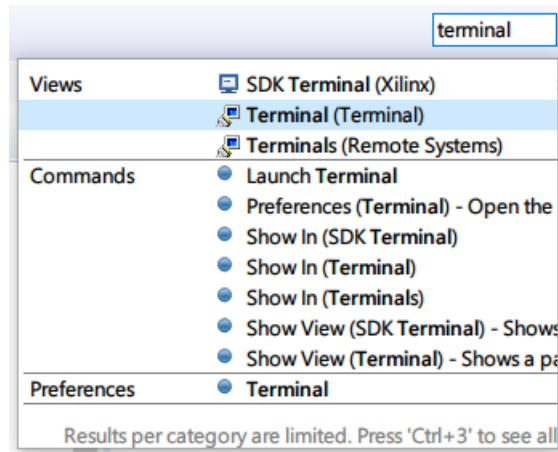 terminal
Views SDK Terminal (Xilinx)
Terminal (Terminal)
Terminals (Remote Systems)
Commands Launch Terminal
Preferences (Terminal) - Open the
Show In (SDK Terminal)
Show In (Terminal)
Show In (Terminals)
Show View (SDK Terminal) - Shows
Show View (Terminal) - Shows a
Preferences Terminal
Results per category are limited. Press 'Ctrl+3' to see all